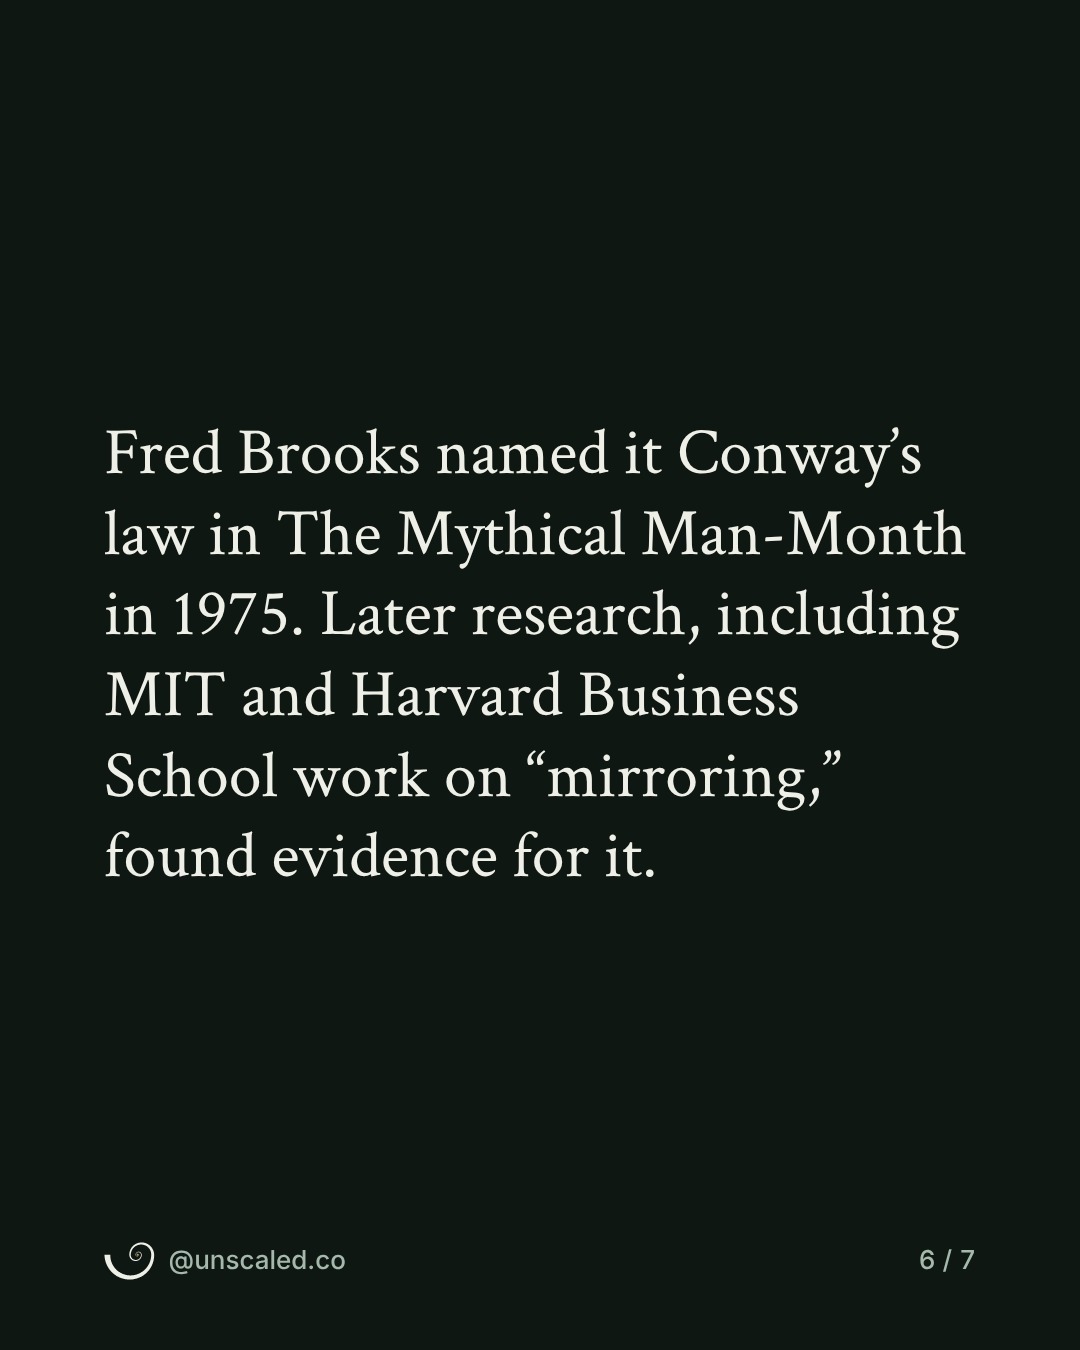 Fred Brooks named it Conway’s
law in The Mythical Man-Month
in 1975. Later research, including
MIT and Harvard Business
School work on “mirroring,”
found evidence for it.
@unscaled.co
6 / 7